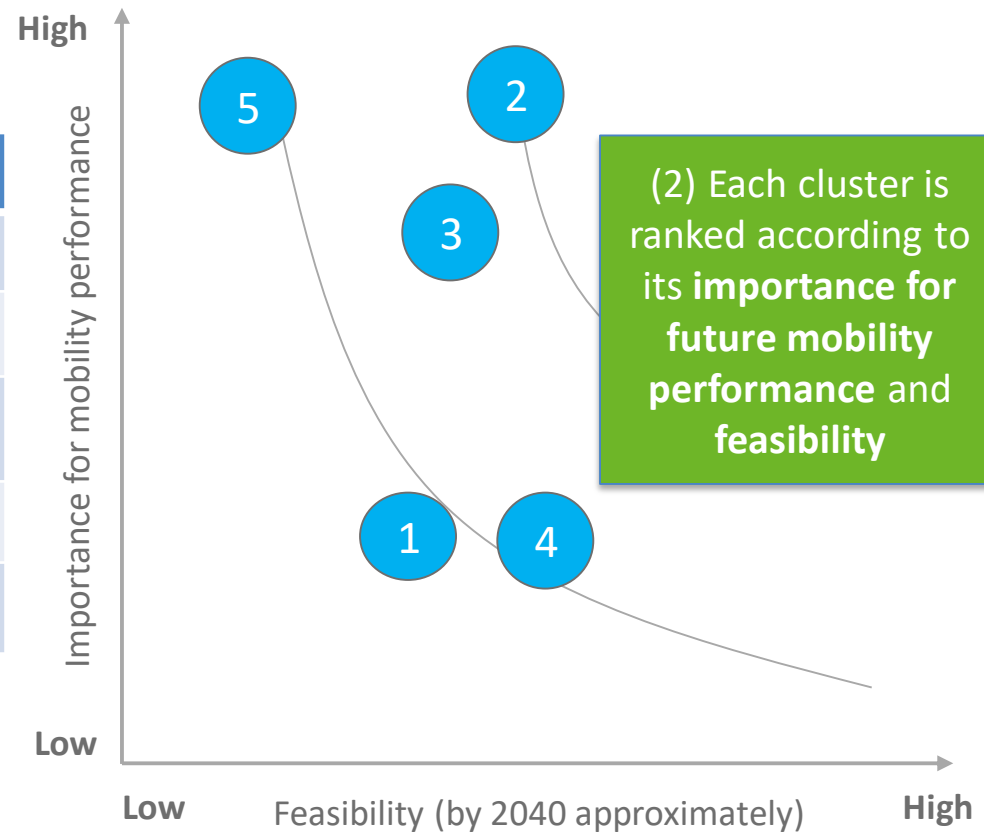 High
Importance for mobility performance
5
2
3
1
4
(2) Each cluster is
ranked according to
its importance for
future mobility
performance and
feasibility
Low
Low
Feasibility (by 2040 approximately)
High